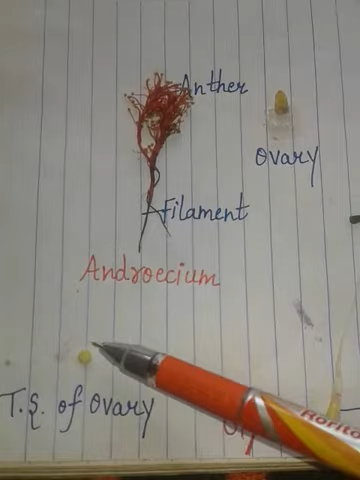 Anther
Ovary
Filament
Androecium
T.S. of Ovary
Rorito